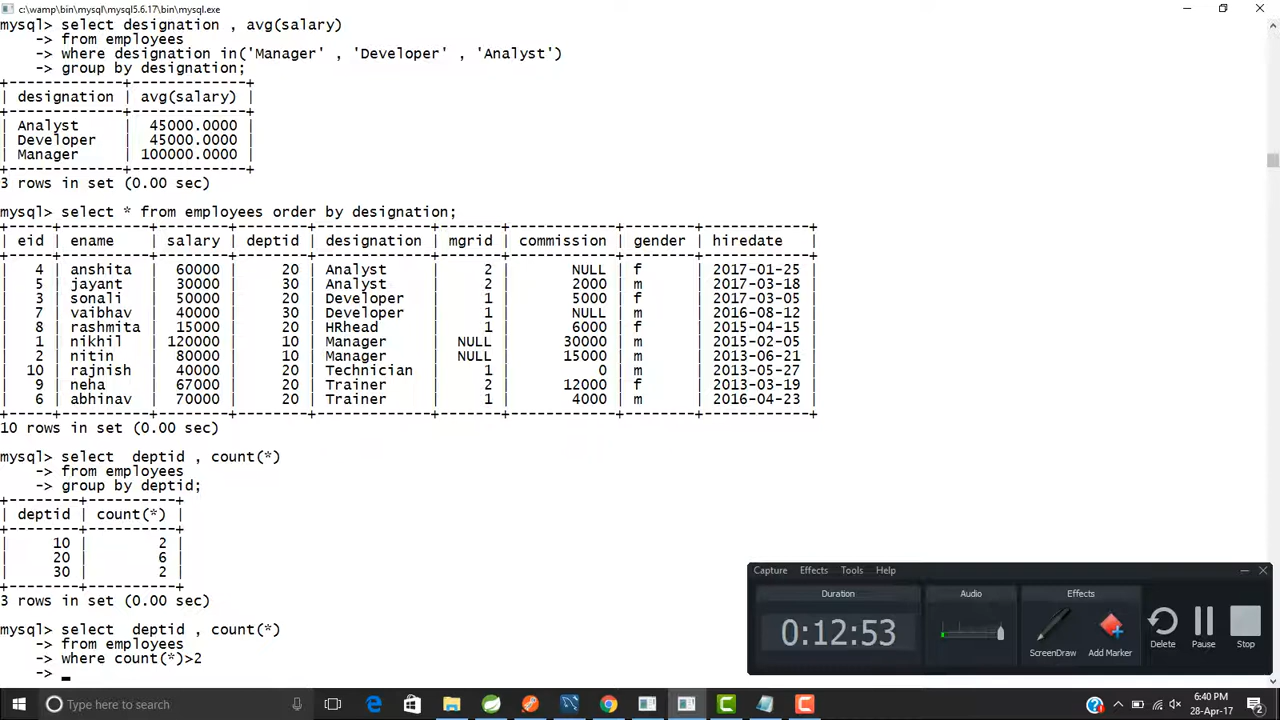 c:\wamp\bin\mysql\mysql5.6.17\bin\mysql.exe
mysql> select designation , avg(salary)
    -> from employees
    -> where designation in('Manager' , 'Developer' , 'Analyst')
    -> group by designation;
+-------------+-------------+
| designation | avg(salary) |
+-------------+-------------+
| Analyst     |  45000.0000 |
| Developer   |  45000.0000 |
| Manager     | 100000.0000 |
+-------------+-------------+
3 rows in set (0.00 sec)
mysql> select * from employees order by designation;
+-----+----------+--------+--------+-------------+-------+------------+--------+------------+
| eid | ename    | salary | deptid | designation | mgrid | commission | gender | hiredate   |
+-----+----------+--------+--------+-------------+-------+------------+--------+------------+
|   4 | anshita  |  60000 |     20 | Analyst     |     2 |       NULL | f      | 2017-01-25 |
|   5 | jayant   |  30000 |     30 | Analyst     |     2 |       2000 | m      | 2017-03-18 |
|   3 | sonali   |  50000 |     20 | Developer   |     1 |       5000 | f      | 2017-03-05 |
|   7 | vaibhav  |  40000 |     30 | Developer   |     1 |       NULL | m      | 2016-08-12 |
|   8 | rashmita |  15000 |     20 | HRhead      |     1 |       6000 | f      | 2015-04-15 |
|   1 | nikhil   | 120000 |     10 | Manager     |  NULL |      30000 | m      | 2015-02-05 |
|   2 | nitin    |  80000 |     10 | Manager     |  NULL |      15000 | m      | 2013-06-21 |
|  10 | rajnish  |  40000 |     20 | Technician  |     1 |          0 | m      | 2013-05-27 |
|   9 | neha     |  67000 |     20 | Trainer     |     2 |      12000 | f      | 2013-03-19 |
|   6 | abhinav  |  70000 |     20 | Trainer     |     1 |       4000 | m      | 2016-04-23 |
+-----+----------+--------+--------+-------------+-------+------------+--------+------------+
10 rows in set (0.00 sec)
mysql> select  deptid , count(*)
    -> from employees
    -> group by deptid;
+--------+----------+
| deptid | count(*) |
+--------+----------+
|     10 |        2 |
|     20 |        6 |
|     30 |        2 |
+--------+----------+
3 rows in set (0.00 sec)
mysql> select  deptid , count(*)
    -> from employees
    -> where count(*)>2
    ->
Capture Effects Tools Help
Duration Audio Effects
0:12:53
ScreenDraw Add Marker Delete Pause Stop
Type here to search
6:40 PM
28-Apr-17
2